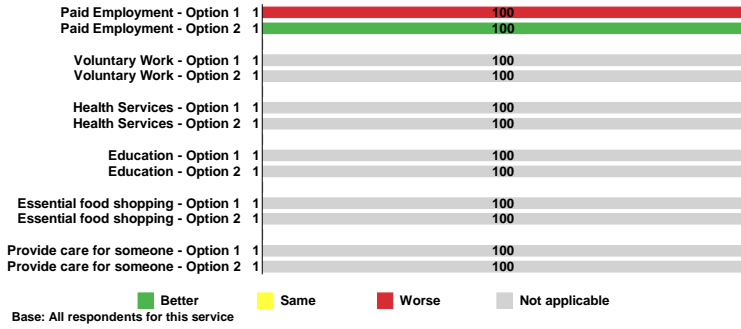 Paid Employment - Option 1 1 100
Paid Employment - Option 2 1 100
Voluntary Work - Option 1 1 100
Voluntary Work - Option 2 1 100
Health Services - Option 1 1 100
Health Services - Option 2 1 100
Education - Option 1 1 100
Education - Option 2 1 100
Essential food shopping - Option 1 1 100
Essential food shopping - Option 2 1 100
Provide care for someone - Option 1 1 100
Provide care for someone - Option 2 1 100
Better Same Worse Not applicable
Base: All respondents for this service